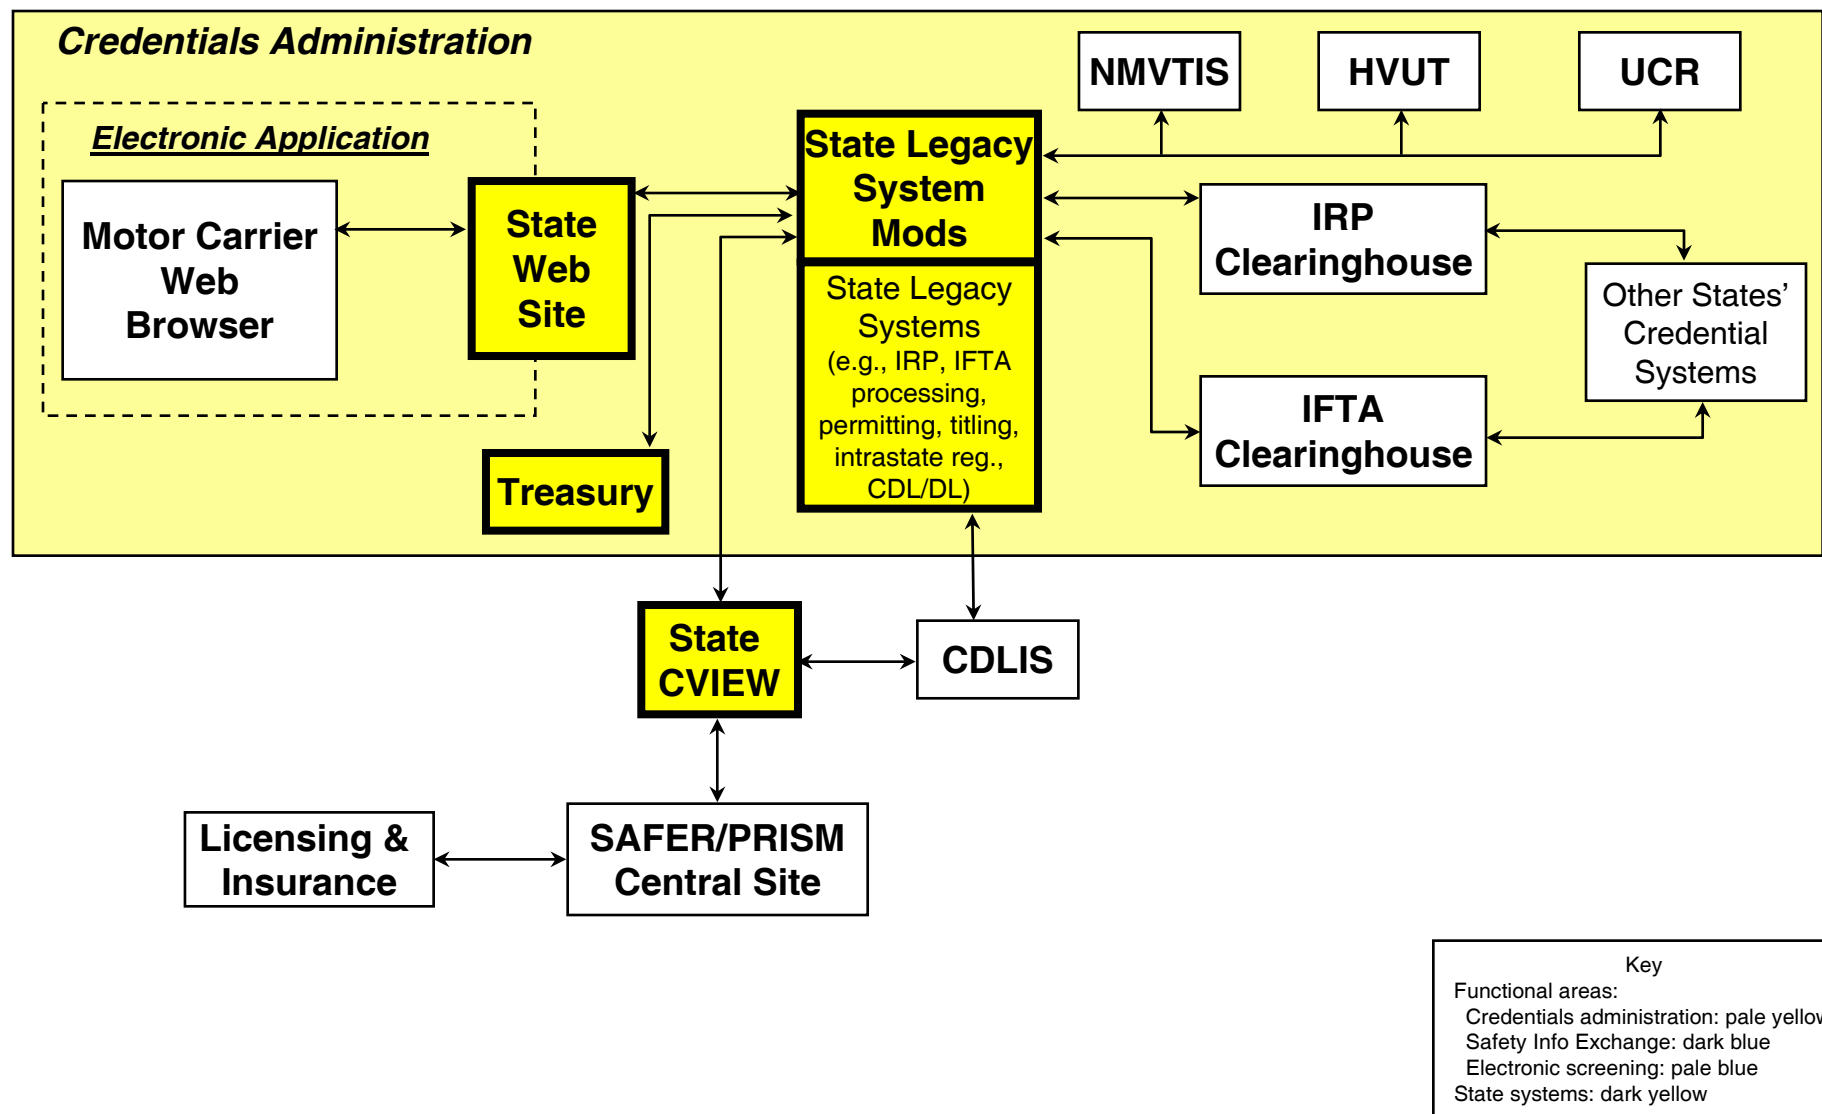 Credentials Administration
Electronic Application
Motor Carrier
Web
Browser
State
Web
Site
Treasury
State Legacy
System
Mods
State Legacy
Systems
(e.g., IRP, IFTA
processing,
permitting, titling,
intrastate reg.,
CDL/DL)
NMVTIS
HVUT
UCR
IRP
Clearinghouse
IFTA
Clearinghouse
Other States’
Credential
Systems
State
CVIEW
CDLIS
Licensing &
Insurance
SAFER/PRISM
Central Site
Key
Functional areas:
Credentials administration: pale yellow
Safety Info Exchange: dark blue
Electronic screening: pale blue
State systems: dark yellow